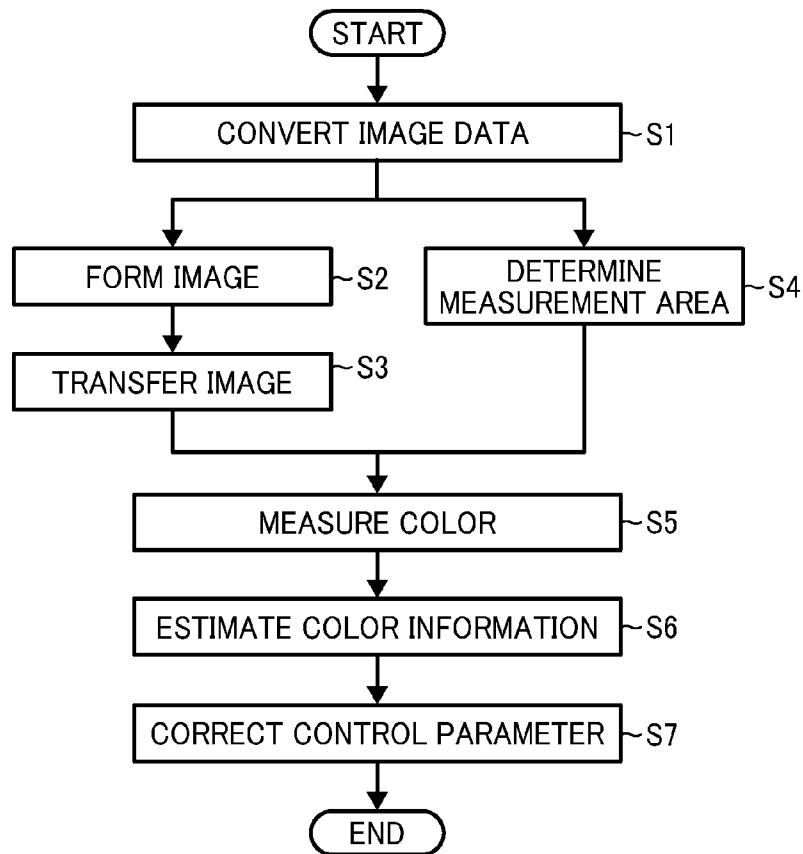 START
CONVERT IMAGE DATA
~S1
FORM IMAGE
~S2
DETERMINE
MEASUREMENT AREA
~S4
TRANSFER IMAGE
~S3
MEASURE COLOR
~S5
ESTIMATE COLOR INFORMATION
~S6
CORRECT CONTROL PARAMETER
~S7
END